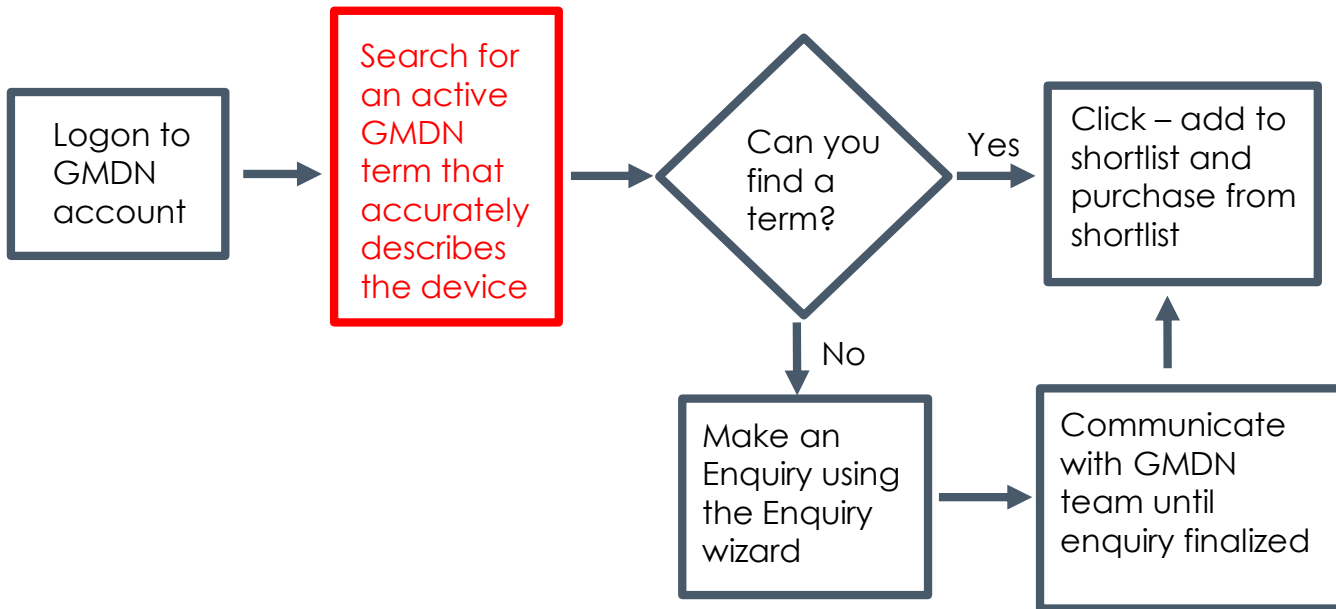 Logon to
GMDN
account
Search for
an active
GMDN
term that
accurately
describes
the device
Can you
find a
term?
Yes
Click – add to
shortlist and
purchase from
shortlist
No
Make an
Enquiry using
the Enquiry
wizard
Communicate
with GMDN
team until
enquiry finalized